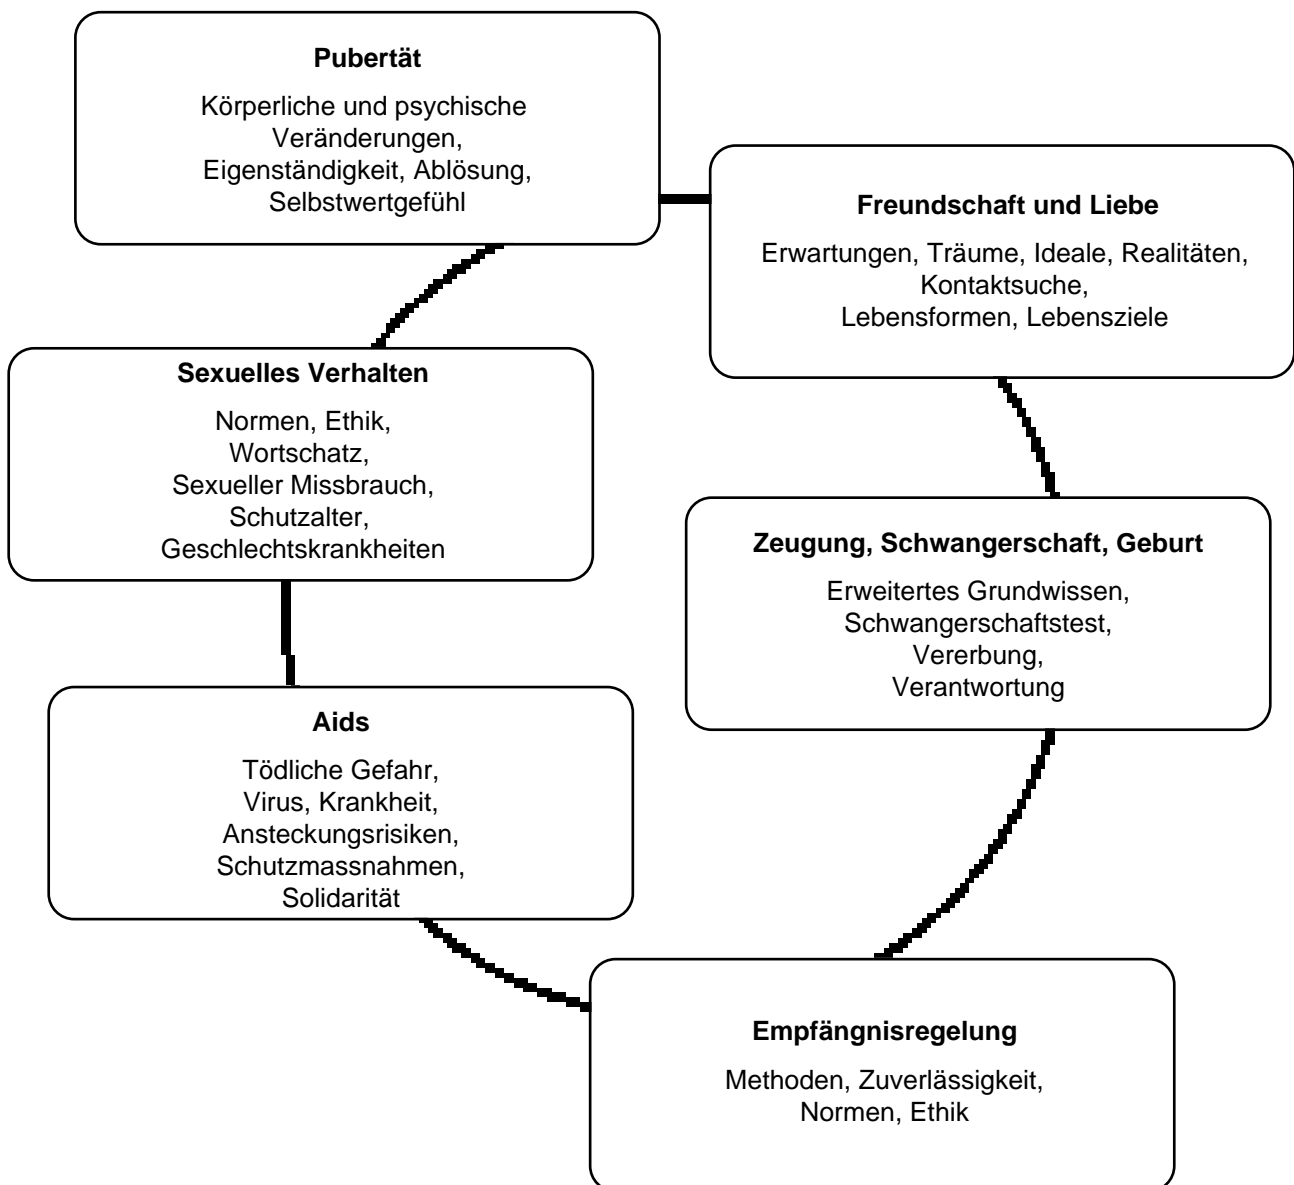 Pubertät
Körperliche und psychische
Veränderungen,
Eigenständigkeit, Ablösung,
Selbstwertgefühl
Freundschaft und Liebe
Erwartungen, Träume, Ideale, Realitäten,
Kontaktsuche,
Lebensformen, Lebensziele
Sexuelles Verhalten
Normen, Ethik,
Wortschatz,
Sexueller Missbrauch,
Schutzalter,
Geschlechtskrankheiten
Zeugung, Schwangerschaft, Geburt
Erweitertes Grundwissen,
Schwangerschaftstest,
Vererbung,
Verantwortung
Aids
Tödliche Gefahr,
Virus, Krankheit,
Ansteckungsrisiken,
Schutzmassnahmen,
Solidarität
Empfängnisregelung
Methoden, Zuverlässigkeit,
Normen, Ethik